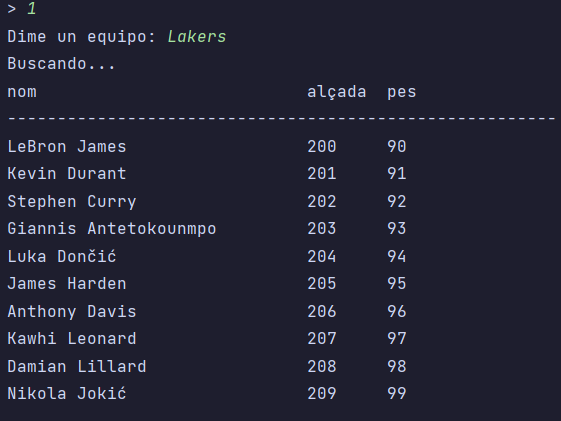 > 1
Dime un equipo: Lakers
Buscando...
nom alçada pes
-------------------------------------------------------
LeBron James 200 90
Kevin Durant 201 91
Stephen Curry 202 92
Giannis Antetokounmpo 203 93
Luka Dončić 204 94
James Harden 205 95
Anthony Davis 206 96
Kawhi Leonard 207 97
Damian Lillard 208 98
Nikola Jokić 209 99